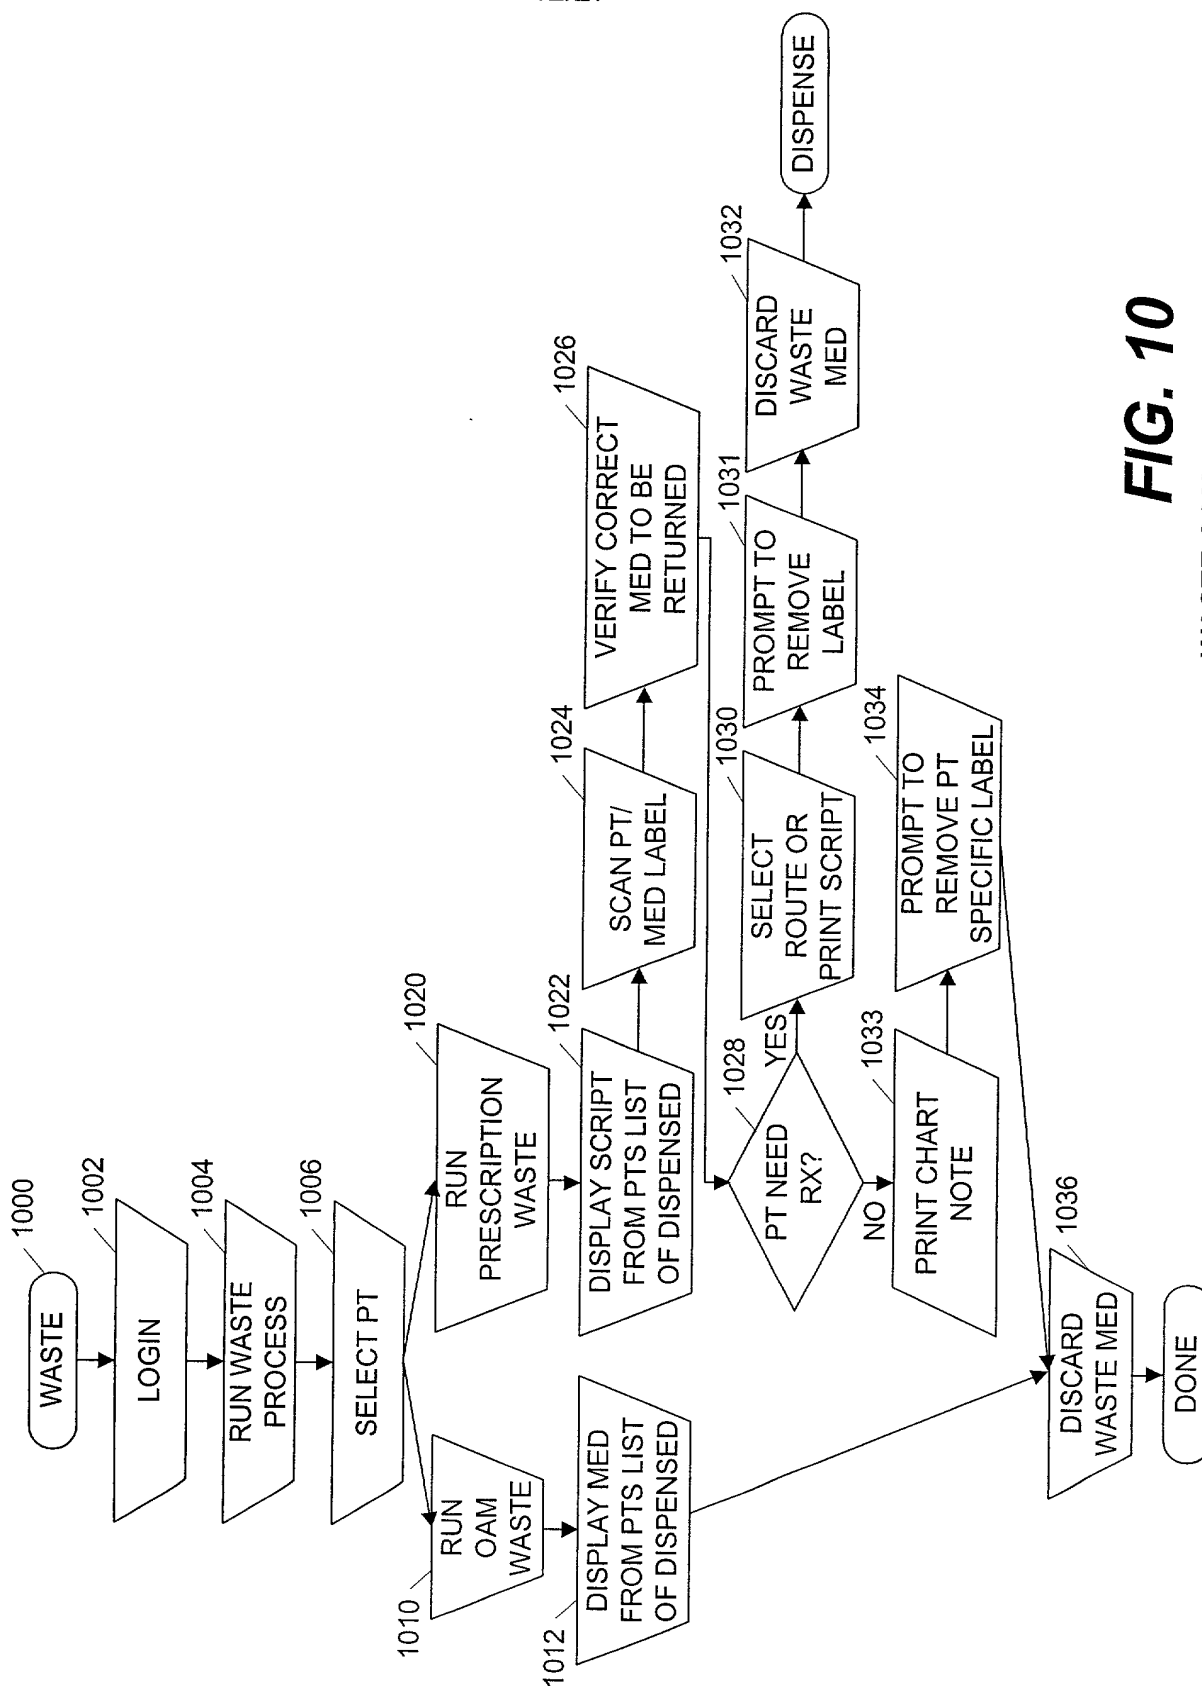 1000
WASTE
1002
LOGIN
1004
RUN WASTE
PROCESS
1006
SELECT PT
1010
RUN
OAM
WASTE
1012
DISPLAY MED
FROM PTS LIST
OF DISPENSED
1020
RUN
PRESCRIPTION
WASTE
1022
DISPLAY SCRIPT
FROM PTS LIST
OF DISPENSED
1024
SCAN PT/
MED LABEL
1026
VERIFY CORRECT
MED TO BE
RETURNED
1028
PT NEED
RX?
YES
NO
1030
SELECT
ROUTE OR
PRINT SCRIPT
1031
PROMPT TO
REMOVE
LABEL
1032
DISCARD
WASTE
MED
DISPENSE
1033
PRINT CHART
NOTE
1034
PROMPT TO
REMOVE PT
SPECIFIC LABEL
1036
DISCARD
WASTE MED
DONE
FIG. 10